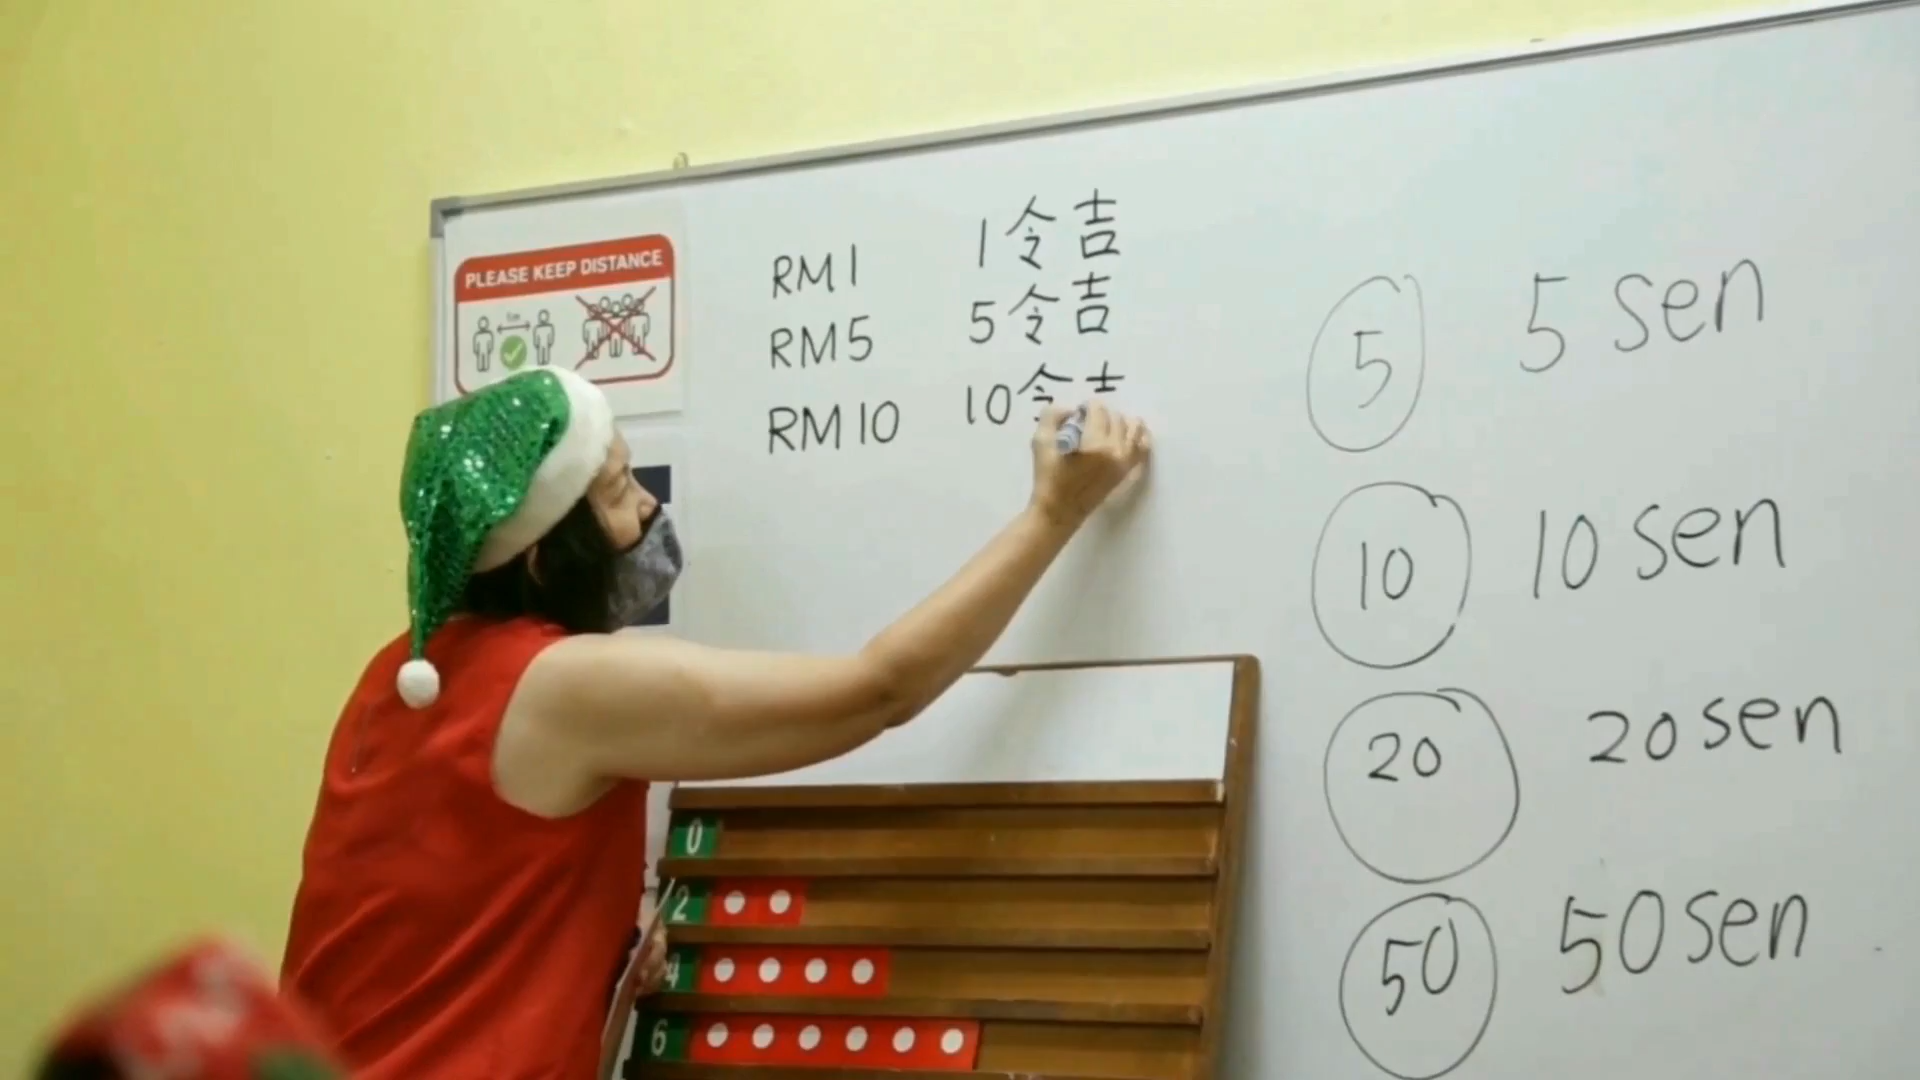 PLEASE KEEP DISTANCE
RM1 1令吉
RM5 5令吉
RM10 10令吉
5 5 sen
10 10 sen
20 20 sen
50 50 sen
0
2
4
6